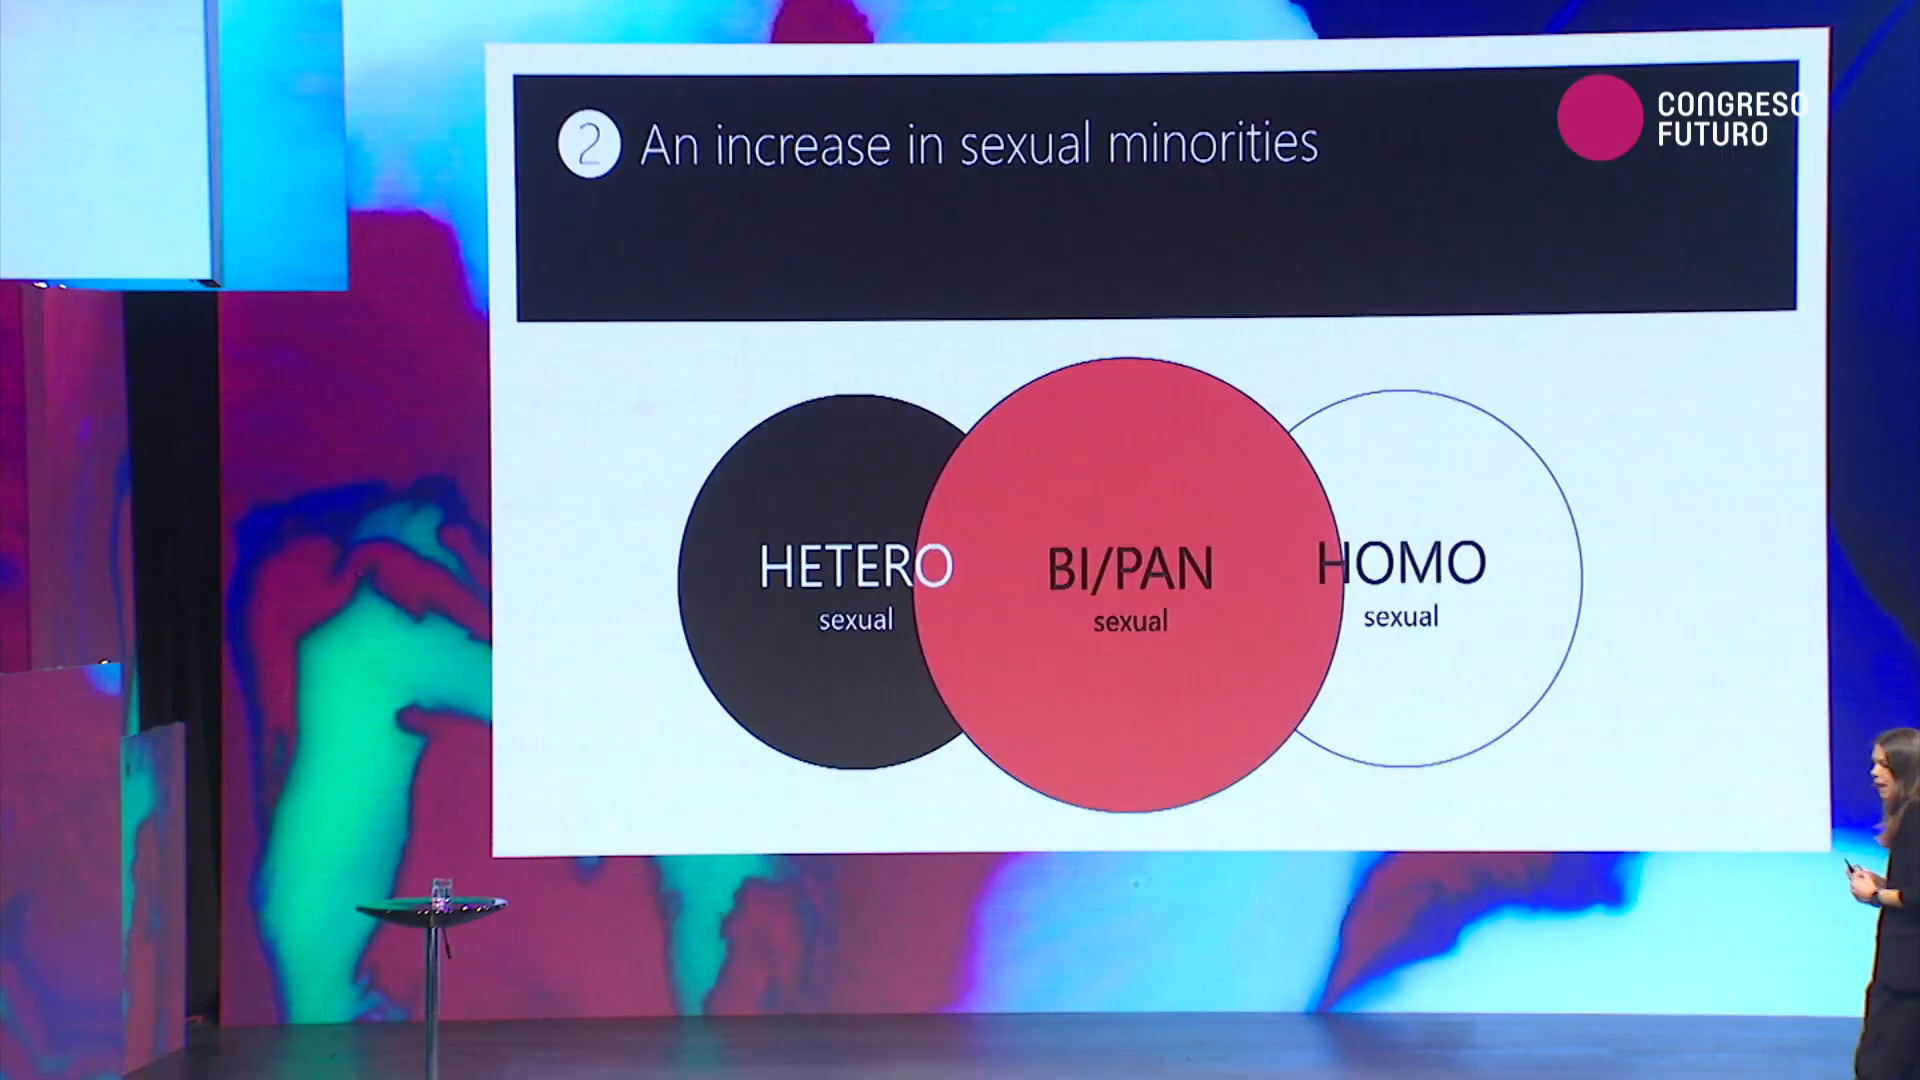 2 An increase in sexual minorities
CONGRESO
FUTURO
HETERO
sexual
BI/PAN
sexual
HOMO
sexual